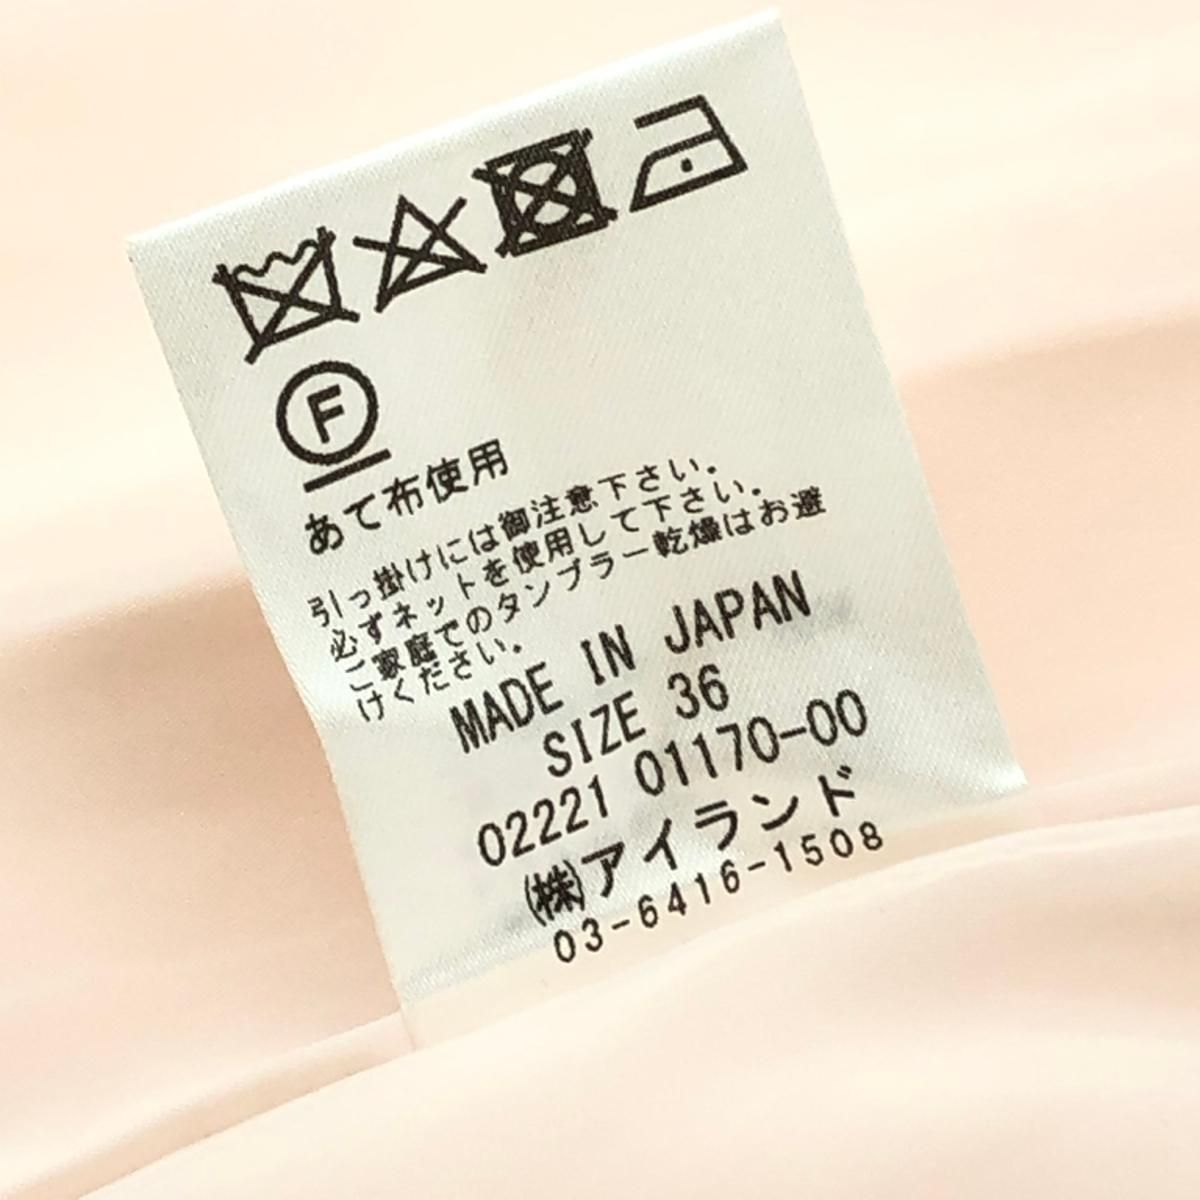 F
あて布使用
引っ掛けには御注意下さい。
必ずネットを使用して下さい。
ご家庭でのタンブラー乾燥はお避
けください。
MADE IN JAPAN
SIZE 36
02221 01170-00
㈱アイランド
03-6416-1508